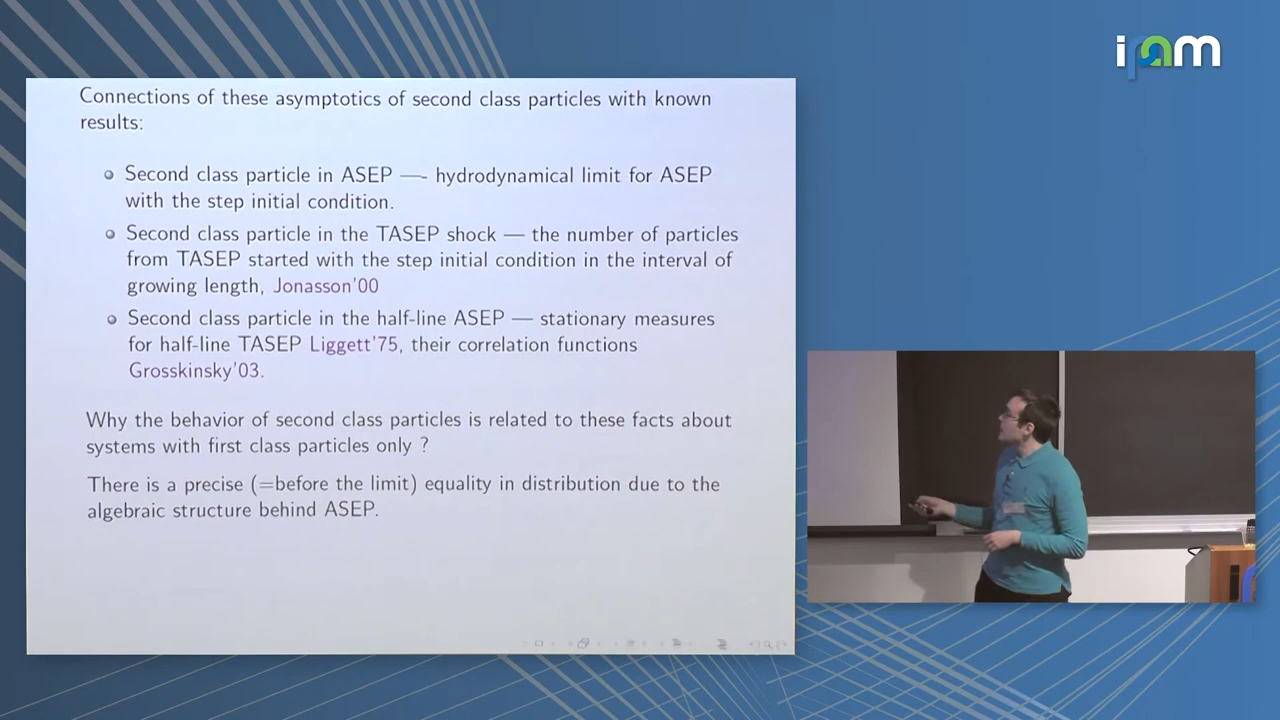 ipam
Connections of these asymptotics of second class particles with known
results:
Second class particle in ASEP —- hydrodynamical limit for ASEP
with the step initial condition.
Second class particle in the TASEP shock — the number of particles
from TASEP started with the step initial condition in the interval of
growing length, Jonasson'00
Second class particle in the half-line ASEP — stationary measures
for half-line TASEP Liggett'75, their correlation functions
Grosskinsky'03.
Why the behavior of second class particles is related to these facts about
systems with first class particles only ?
There is a precise (=before the limit) equality in distribution due to the
algebraic structure behind ASEP.